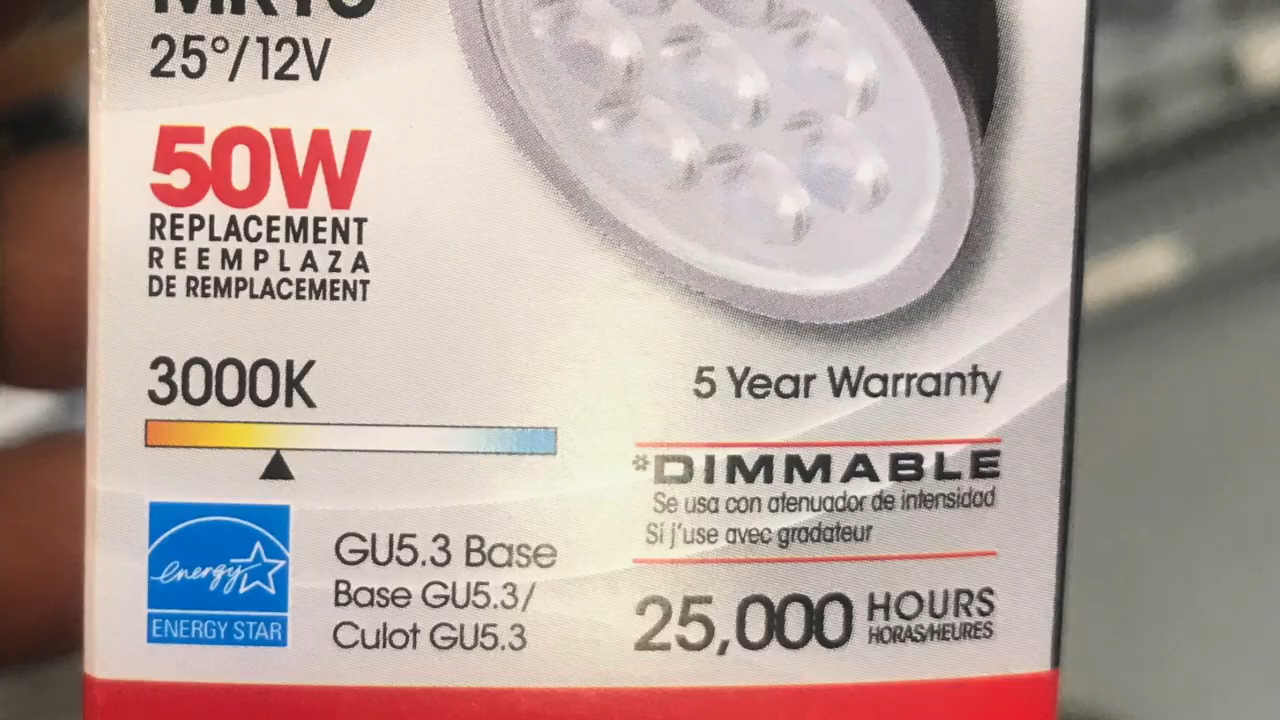 MR16
25°/12V
50W
REPLACEMENT
REEMPLAZA
DE REMPLACEMENT
3000K
5 Year Warranty
*DIMMABLE
Se usa con atenuador de intensidad
Si j'use avec gradateur
energy
ENERGY STAR
GU5.3 Base
Base GU5.3/
Culot GU5.3
25,000 HOURS
HORAS/HEURES